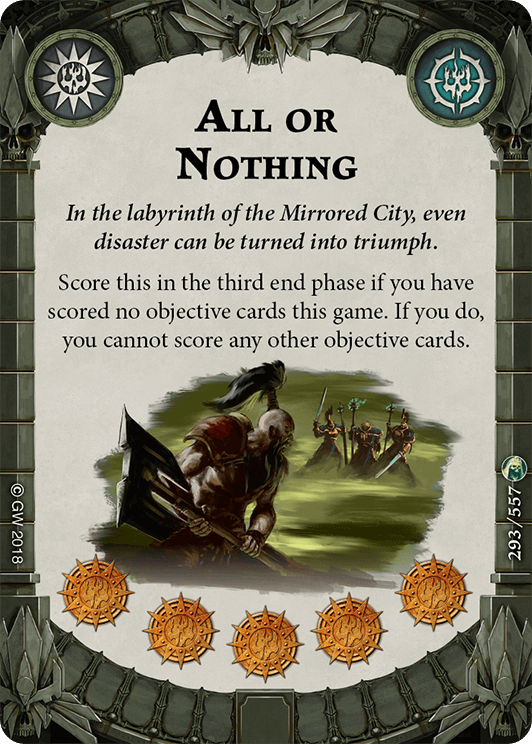 All or
Nothing
In the labyrinth of the Mirrored City, even
disaster can be turned into triumph.
Score this in the third end phase if you have
scored no objective cards this game. If you do,
you cannot score any other objective cards.
© GW 2018
293/557